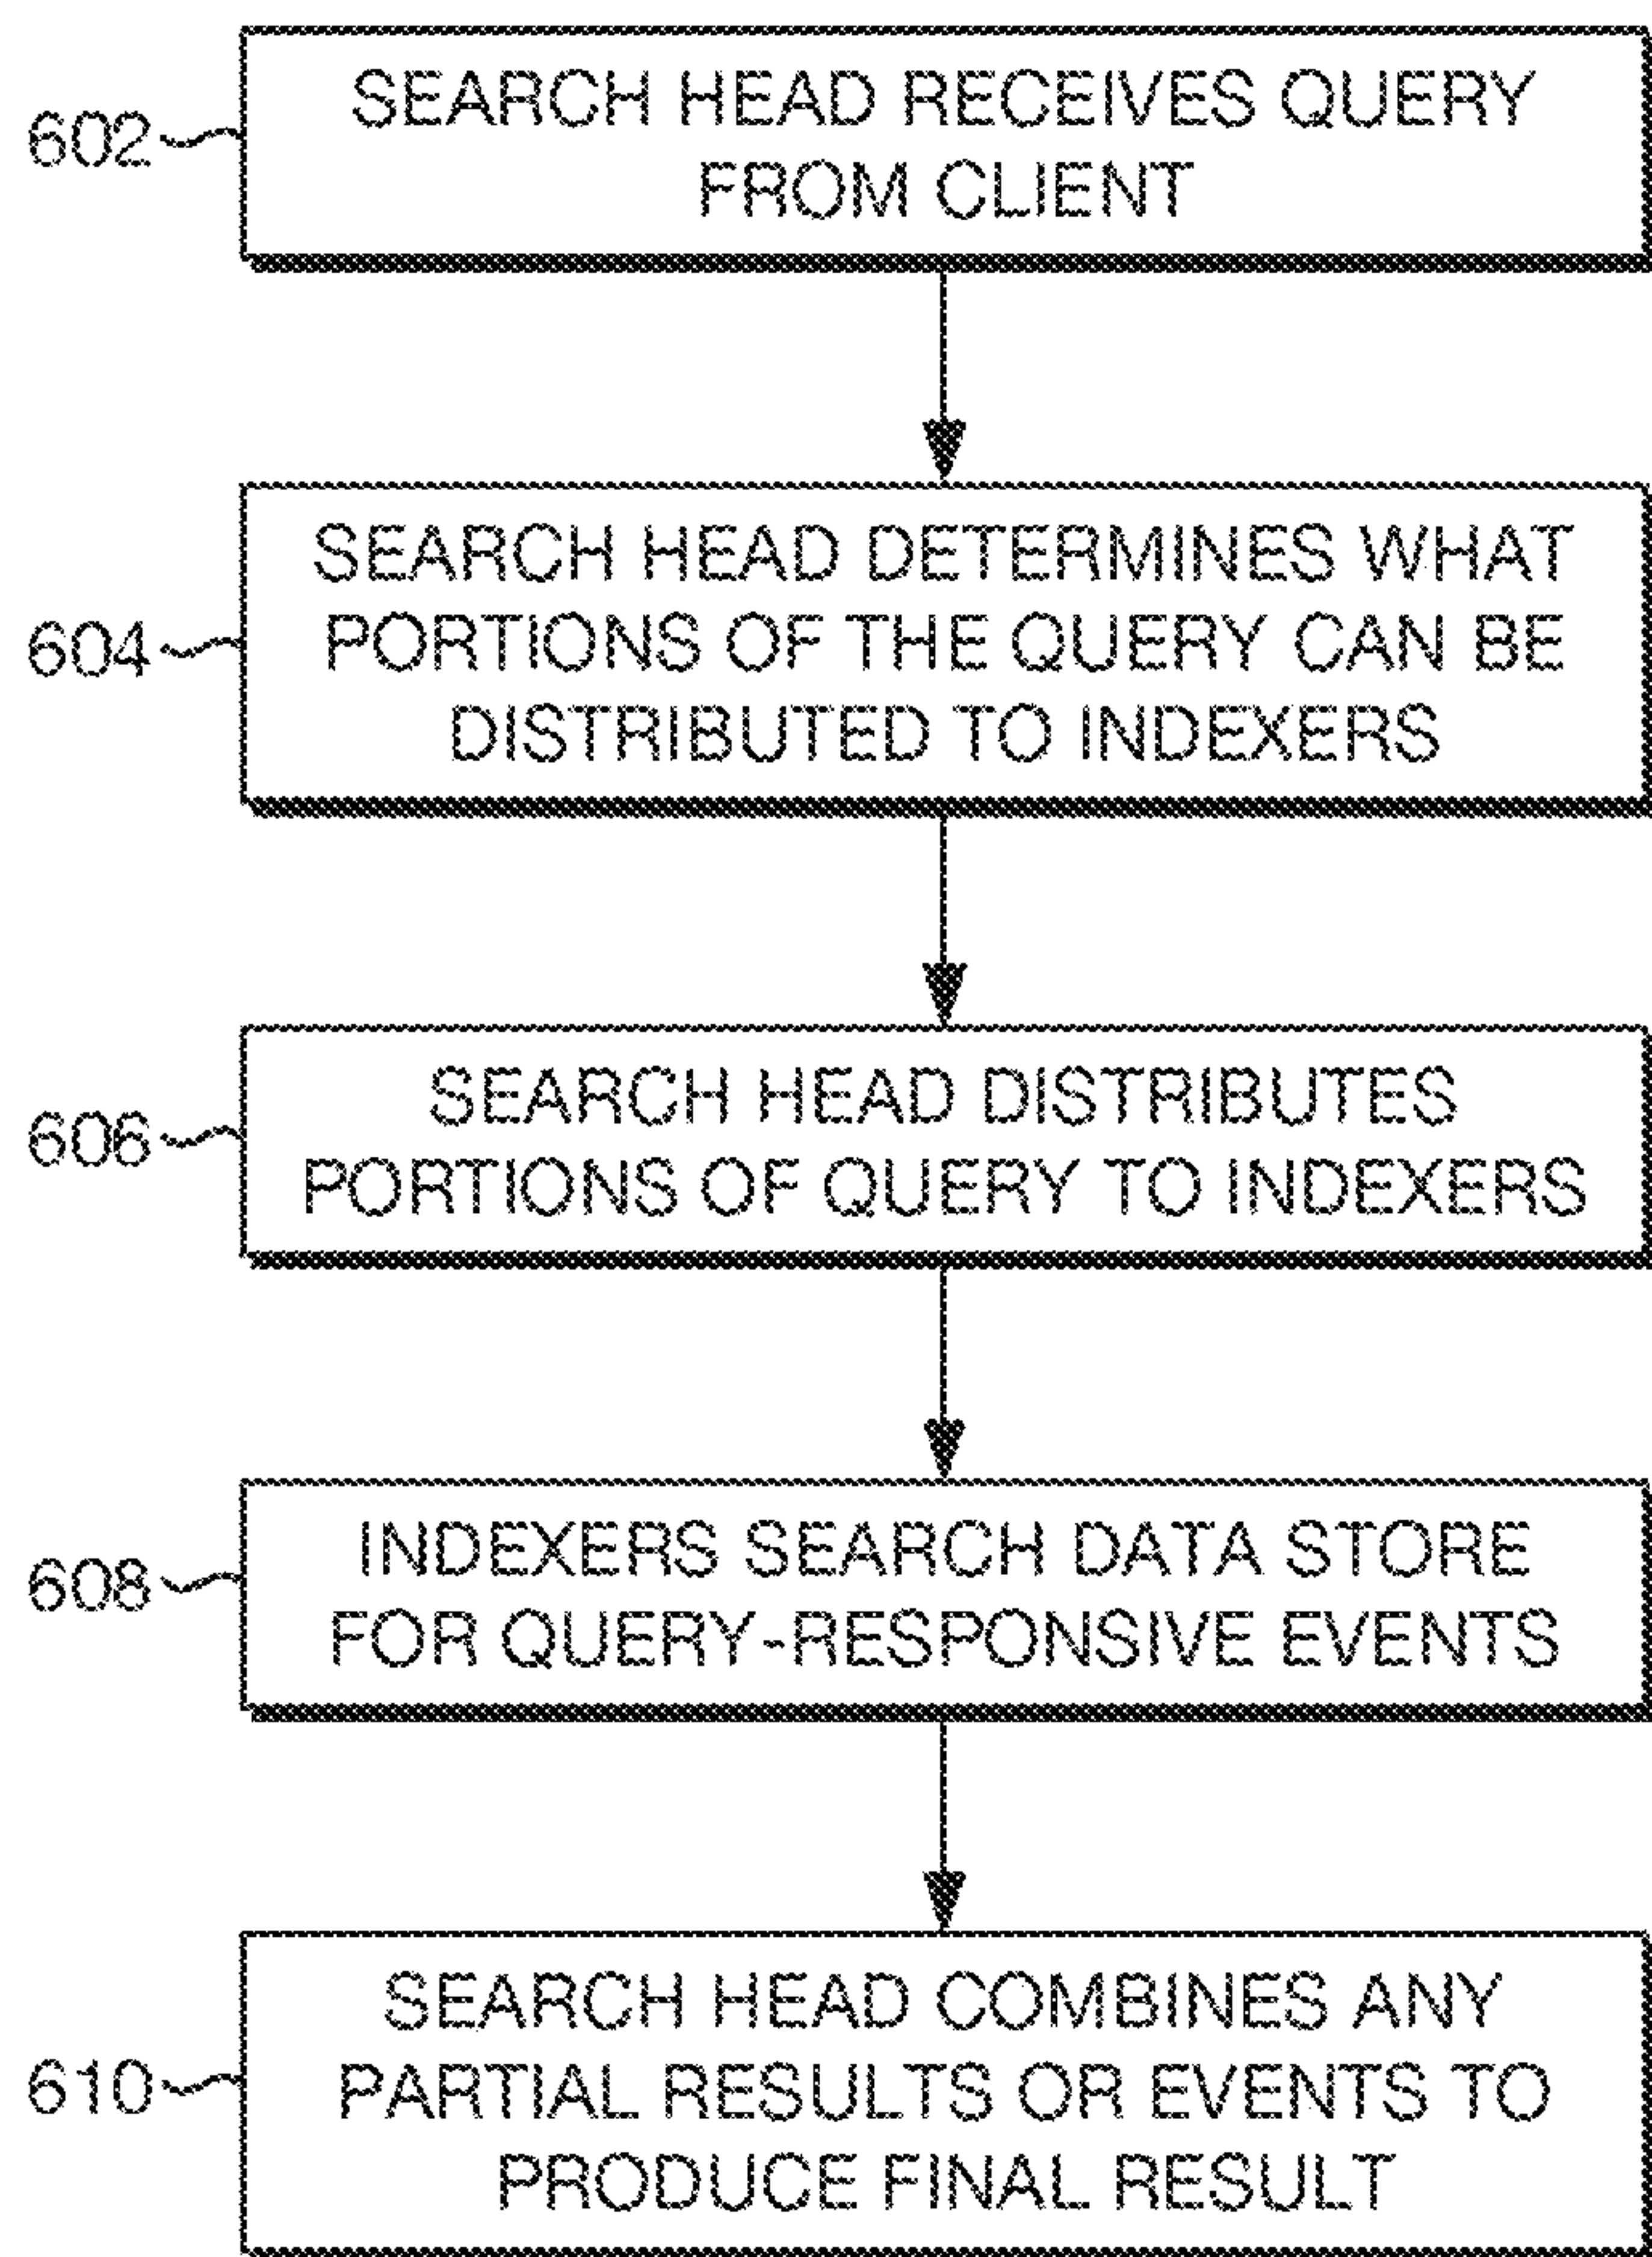 602
SEARCH HEAD RECEIVES QUERY
FROM CLIENT
604
SEARCH HEAD DETERMINES WHAT
PORTIONS OF THE QUERY CAN BE
DISTRIBUTED TO INDEXERS
606
SEARCH HEAD DISTRIBUTES
PORTIONS OF QUERY TO INDEXERS
608
INDEXERS SEARCH DATA STORE
FOR QUERY-RESPONSIVE EVENTS
610
SEARCH HEAD COMBINES ANY
PARTIAL RESULTS OR EVENTS TO
PRODUCE FINAL RESULT